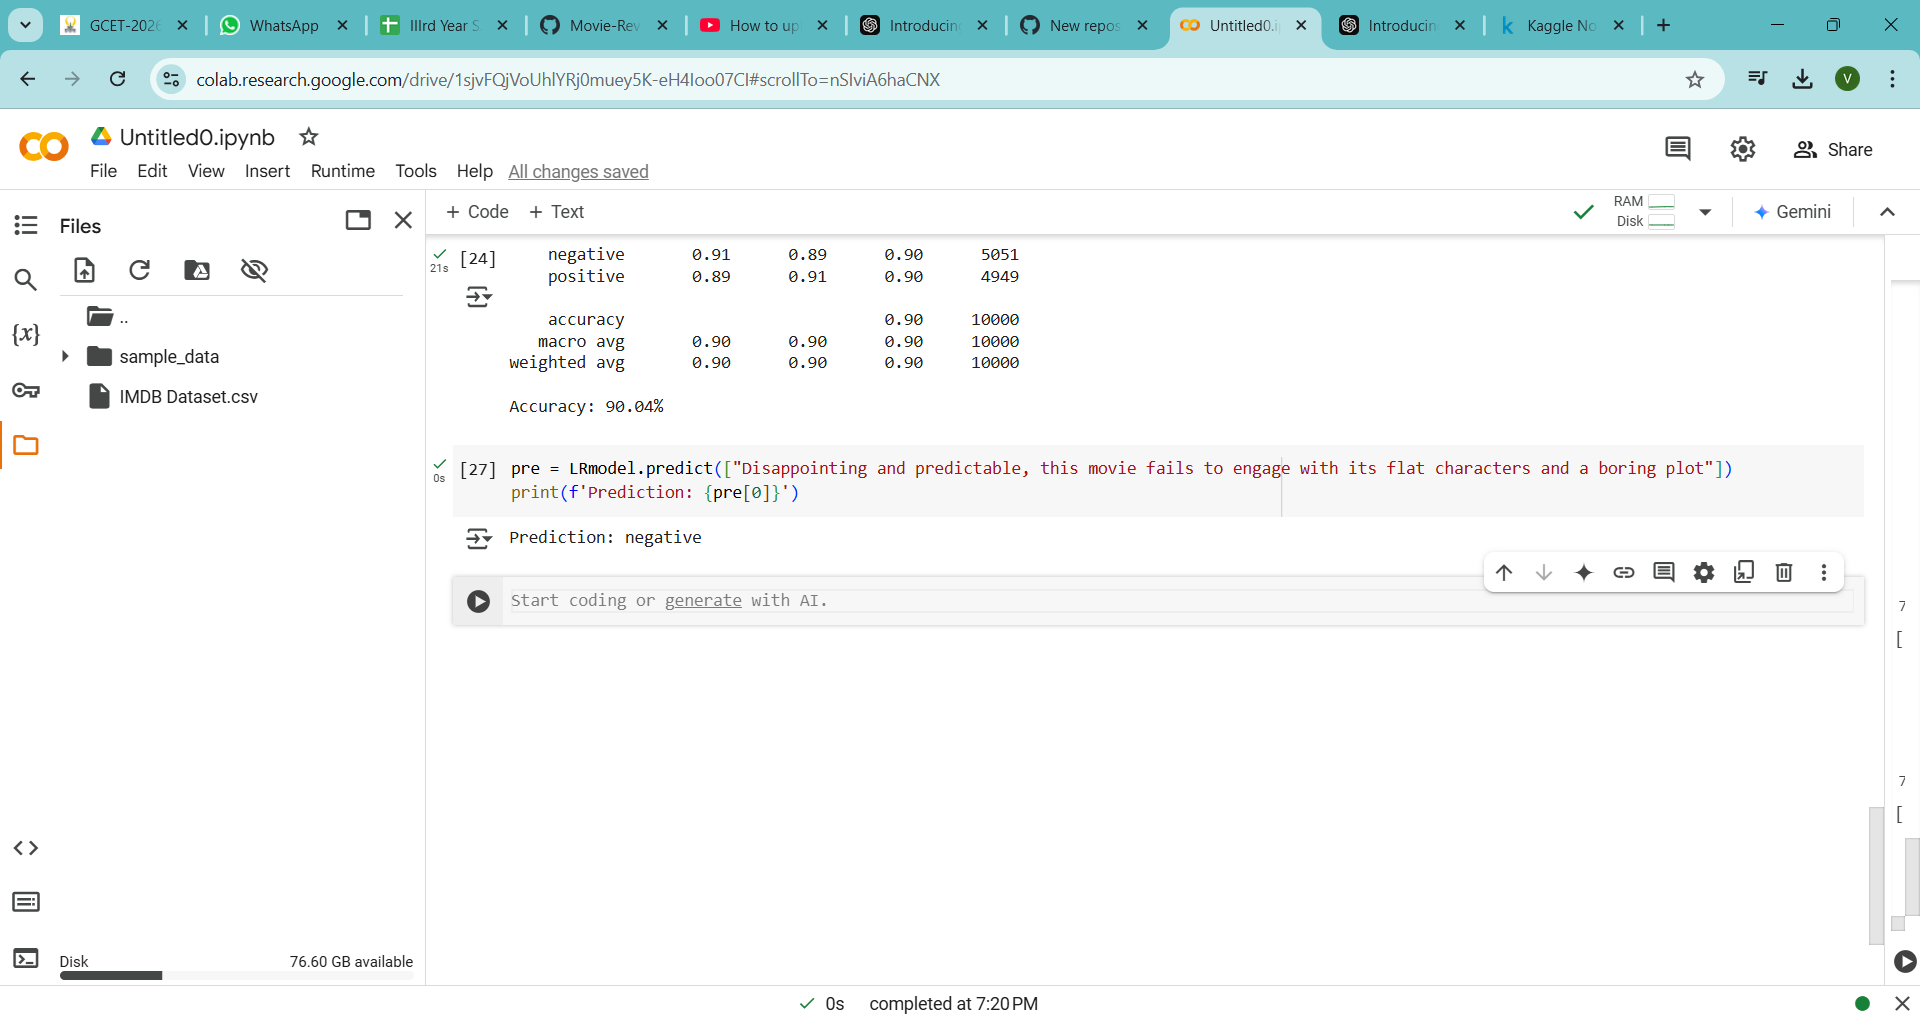 GCET-2026
WhatsApp
IIIrd Year S
Movie-Rev
How to up
Introducing
New repos
Untitled0.i
Introducin
Kaggle No
colab.research.google.com/drive/1sjvFQjVoUhlYRj0muey5K-eH4Ioo07CI#scrollTo=nSIviA6haCNX
V
CO
Untitled0.ipynb
File Edit View Insert Runtime Tools Help All changes saved
Share
Files
+ Code + Text
RAM
Disk
Gemini
..
sample_data
IMDB Dataset.csv
{x}
21s
[24]
negative 0.91 0.89 0.90 5051
positive 0.89 0.91 0.90 4949
accuracy 0.90 10000
macro avg 0.90 0.90 0.90 10000
weighted avg 0.90 0.90 0.90 10000
Accuracy: 90.04%
0s
[27]
pre = LRmodel.predict(["Disappointing and predictable, this movie fails to engage with its flat characters and a boring plot"])
print(f'Prediction: {pre[0]}')
Prediction: negative
Start coding or generate with AI.
7
[
7
[
Disk 76.60 GB available
0s completed at 7:20 PM